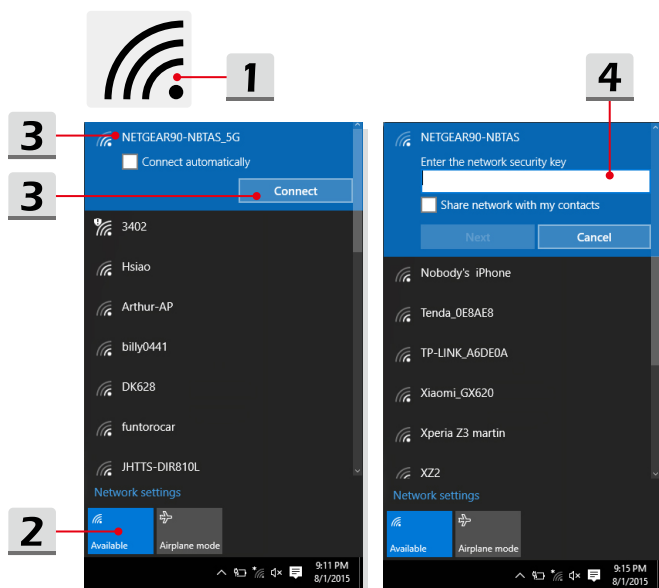 1
4
3
NETGEAR90-NBTAS_5G
Connect automatically
3
Connect
3402
Hsiao
Arthur-AP
billy0441
DK628
funtorocar
JHTTS-DIR810L
Network settings
2
Available
Airplane mode
9:11 PM
8/1/2015
NETGEAR90-NBTAS
Enter the network security key
Share network with my contacts
Next
Cancel
Nobody's iPhone
Tenda_0E8AE8
TP-LINK_A6DE0A
Xiaomi_GX620
Xperia Z3 martin
XZ2
Network settings
Available
Airplane mode
9:15 PM
8/1/2015